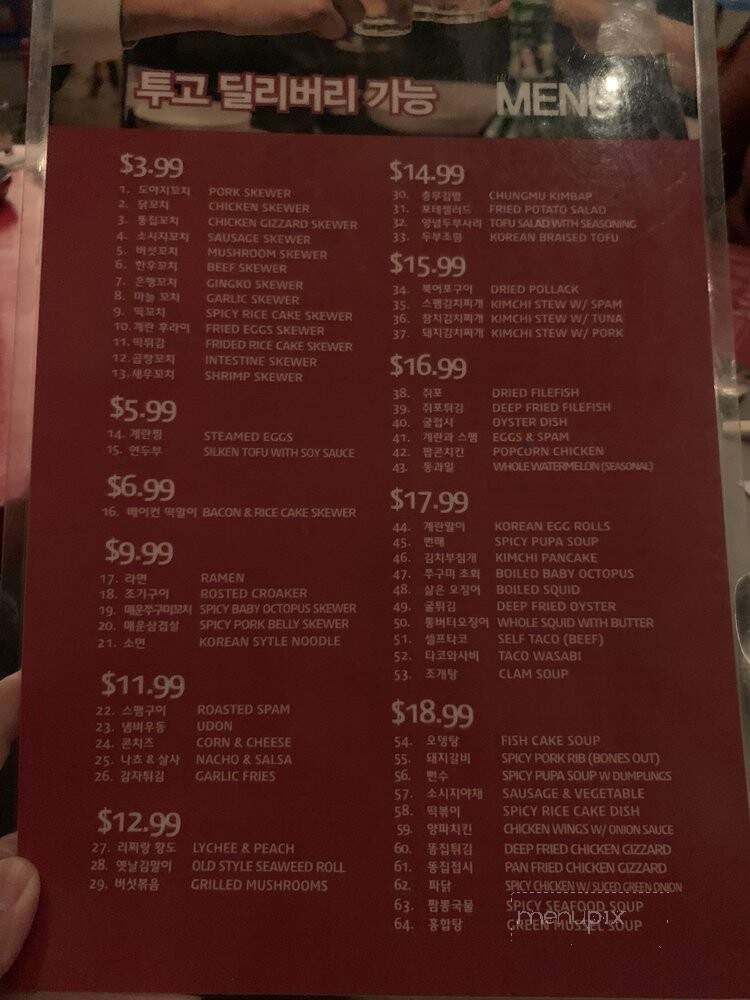 투고 딜리버리 가능 MENU
$3.99
1. 도야지꼬치 PORK SKEWER
2. 닭꼬치 CHICKEN SKEWER
3. 똥집꼬치 CHICKEN GIZZARD SKEWER
4. 소시지꼬치 SAUSAGE SKEWER
5. 버섯꼬치 MUSHROOM SKEWER
6. 한우꼬치 BEEF SKEWER
7. 은행꼬치 GINGKO SKEWER
8. 마늘 꼬치 GARLIC SKEWER
9. 떡꼬치 SPICY RICE CAKE SKEWER
10. 계란 후라이 FRIED EGGS SKEWER
11. 떡튀김 FRIDED RICE CAKE SKEWER
12. 곱창꼬치 INTESTINE SKEWER
13. 새우꼬치 SHRIMP SKEWER
$5.99
14. 계란찜 STEAMED EGGS
15. 연두부 SILKEN TOFU WITH SOY SAUCE
$6.99
16. 베이컨 떡말이 BACON & RICE CAKE SKEWER
$9.99
17. 라면 RAMEN
18. 조기구이 ROSTED CROAKER
19. 매운쭈구미꼬치 SPICY BABY OCTOPUS SKEWER
20. 매운삼겹살 SPICY PORK BELLY SKEWER
21. 소면 KOREAN SYTLE NOODLE
$11.99
22. 스팸구이 ROASTED SPAM
23. 냄비우동 UDON
24. 콘치즈 CORN & CHEESE
25. 나쵸 & 살사 NACHO & SALSA
26. 감자튀김 GARLIC FRIES
$12.99
27. 리찌랑 황도 LYCHEE & PEACH
28. 옛날김말이 OLD STYLE SEAWEED ROLL
29. 버섯볶음 GRILLED MUSHROOMS
$14.99
30. 충무김밥 CHUNGMU KIMBAP
31. 포테텔러드 FRIED POTATO SALAD
32. 양념두부사리 TOFU SALAD WITH SEASONING
33. 두부조림 KOREAN BRAISED TOFU
$15.99
34. 북어포구이 DRIED POLLACK
35. 스팸김치찌개 KIMCHI STEW W/ SPAM
36. 참치김치찌개 KIMCHI STEW W/ TUNA
37. 돼지김치찌개 KIMCHI STEW W/ PORK
$16.99
38. 쥐포 DRIED FILEFISH
39. 쥐포튀김 DEEP FRIED FILEFISH
40. 굴접시 OYSTER DISH
41. 계란과 스팸 EGGS & SPAM
42. 팝콘치킨 POPCORN CHICKEN
43. 통과일 WHOLE WATERMELON (SEASONAL)
$17.99
44. 계란말이 KOREAN EGG ROLLS
45. 뻔때 SPICY PUPA SOUP
46. 김치부침개 KIMCHI PANCAKE
47. 쭈구미 초회 BOILED BABY OCTOPUS
48. 삶은 오징어 BOILED SQUID
49. 굴튀김 DEEP FRIED OYSTER
50. 통버터오징어 WHOLE SQUID WITH BUTTER
51. 셀프타코 SELF TACO (BEEF)
52. 타코와사비 TACO WASABI
53. 조개탕 CLAM SOUP
$18.99
54. 오뎅탕 FISH CAKE SOUP
55. 돼지갈비 SPICY PORK RIB (BONES OUT)
56. 뻔수 SPICY PUPA SOUP W DUMPLINGS
57. 소시지야채 SAUSAGE & VEGETABLE
58. 떡볶이 SPICY RICE CAKE DISH
59. 양파치킨 CHICKEN WINGS W/ ONION SAUCE
60. 똥집튀김 DEEP FRIED CHICKEN GIZZARD
61. 똥집접시 PAN FRIED CHICKEN GIZZARD
62. 파닭 SPICY CHICKEN W/ SLICED GREEN ONION
63. 짬뽕국물 SPICY SEAFOOD SOUP
64. 홍합탕 GREEN MUSSEL SOUP
menupix